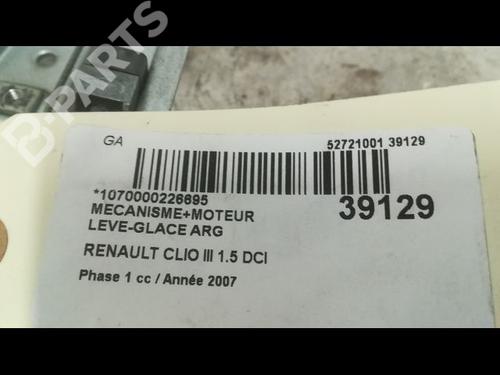 B-PARTS
GA
52721001 39129
*1070000226695
MECANISME+MOTEUR
39129
LEVE-GLACE ARG
RENAULT CLIO III 1.5 DCI
Phase 1 cc / Année 2007